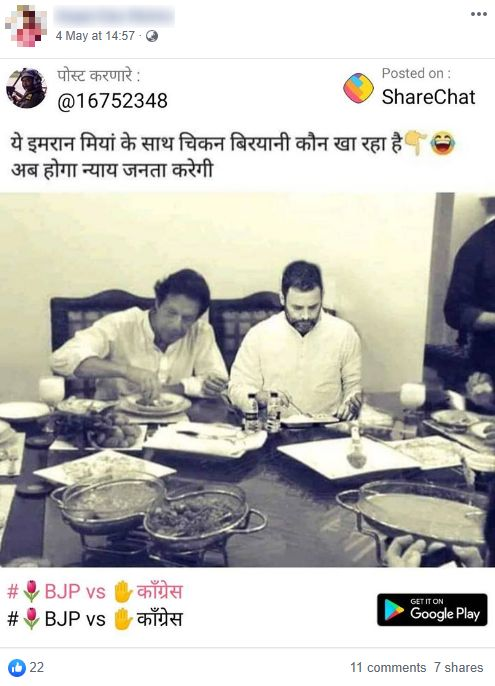 4 May at 14:57
पोस्ट करणारे :
@16752348
Posted on :
ShareChat
ये इमरान मियां के साथ चिकन बिरयानी कौन खा रहा है👇😂
अब होगा न्याय जनता करेगी
#🌷BJP vs ✋काँग्रेस
#🌷BJP vs ✋काँग्रेस
GET IT ON
Google Play
22
11 comments 7 shares